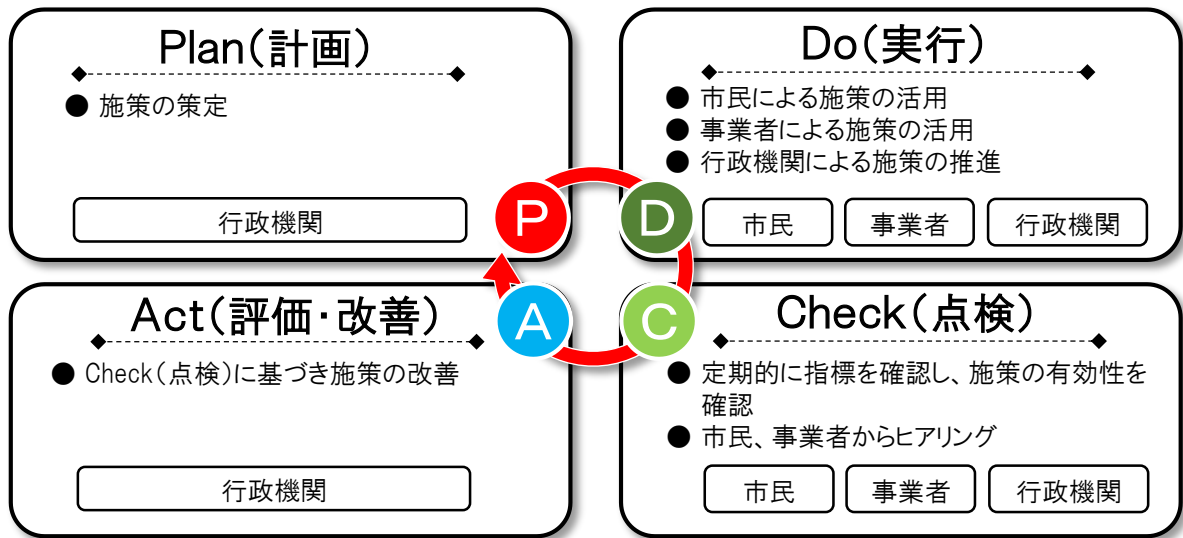 Plan(計画)
● 施策の策定
行政機関
Do(実行)
● 市民による施策の活用
● 事業者による施策の活用
● 行政機関による施策の推進
市民 事業者 行政機関
P D
A C
Act(評価・改善)
● Check(点検)に基づき施策の改善
行政機関
Check(点検)
● 定期的に指標を確認し、施策の有効性を
確認
● 市民、事業者からヒアリング
市民 事業者 行政機関